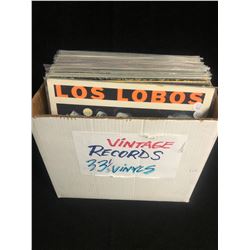 LOS LOBOS
VINTAGE
RECORDS
33⅓ VINYLS